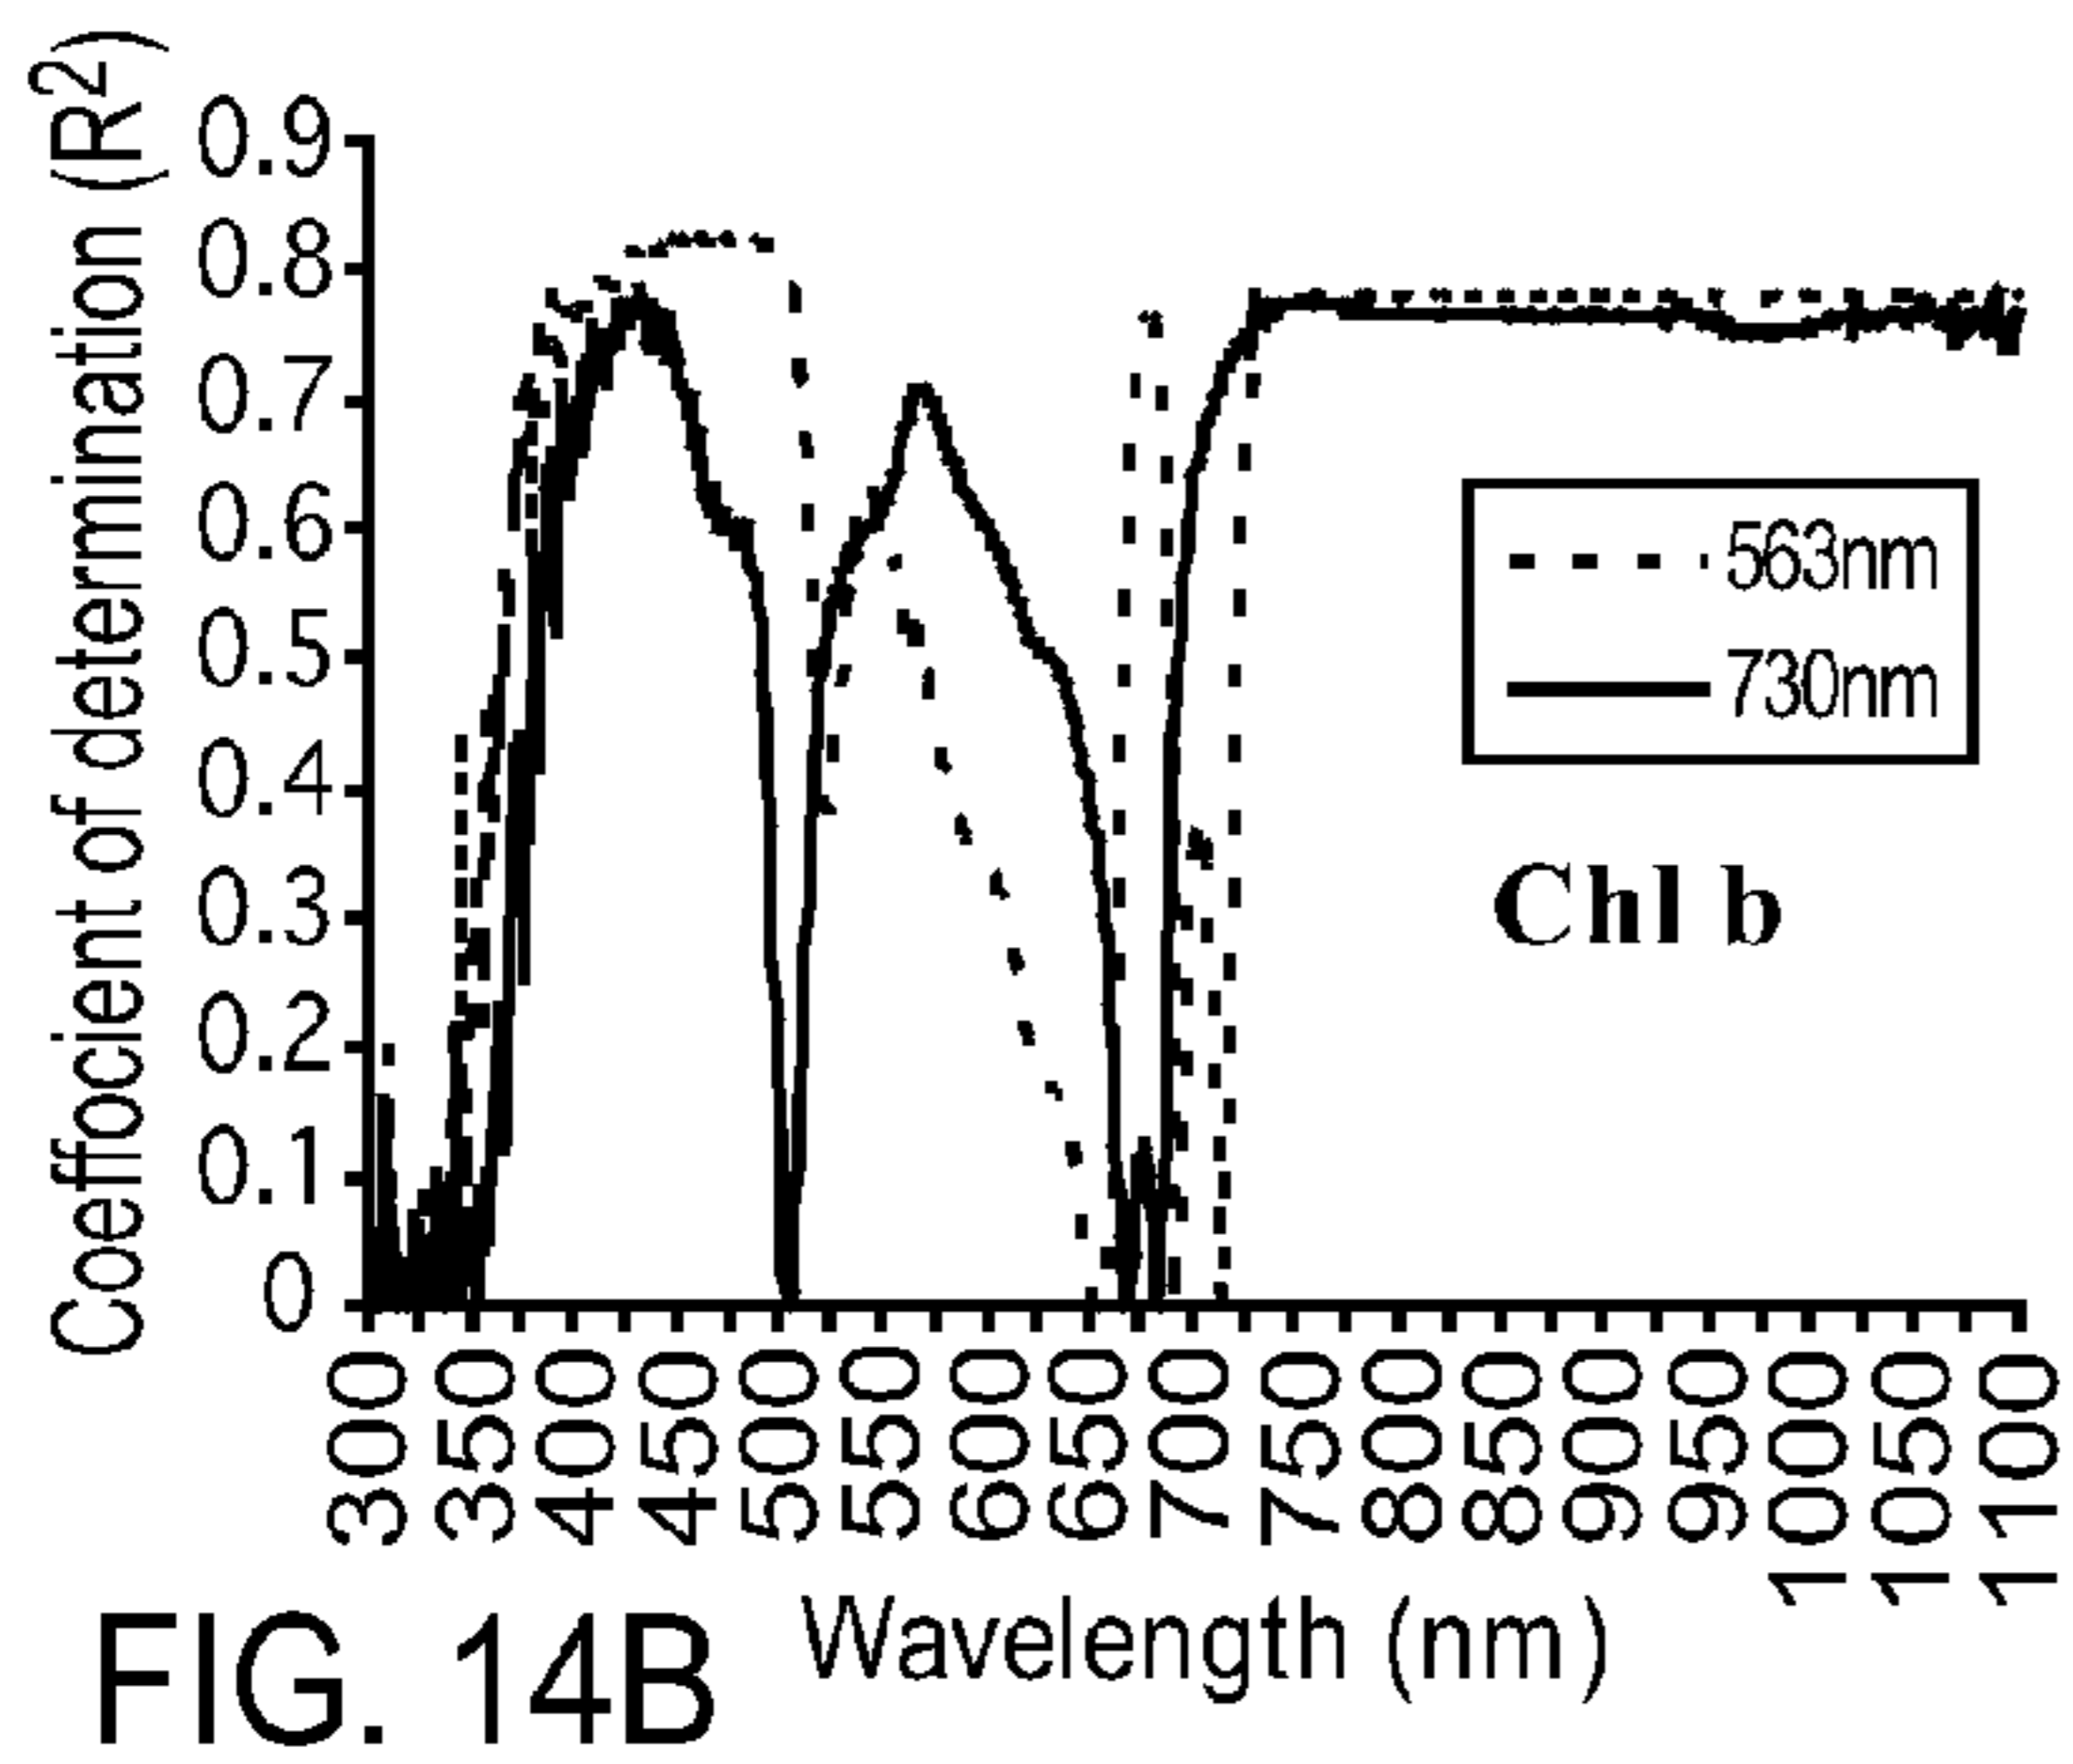 Coeffocient of determination (R²)
0.9
0.8
0.7
0.6
0.5
0.4
0.3
0.2
0.1
0
563nm
730nm
Chl b
300 350 400 450 500 550 600 650 700 750 800 850 900 950 1000 1050 1100
Wavelength (nm)
FIG. 14B